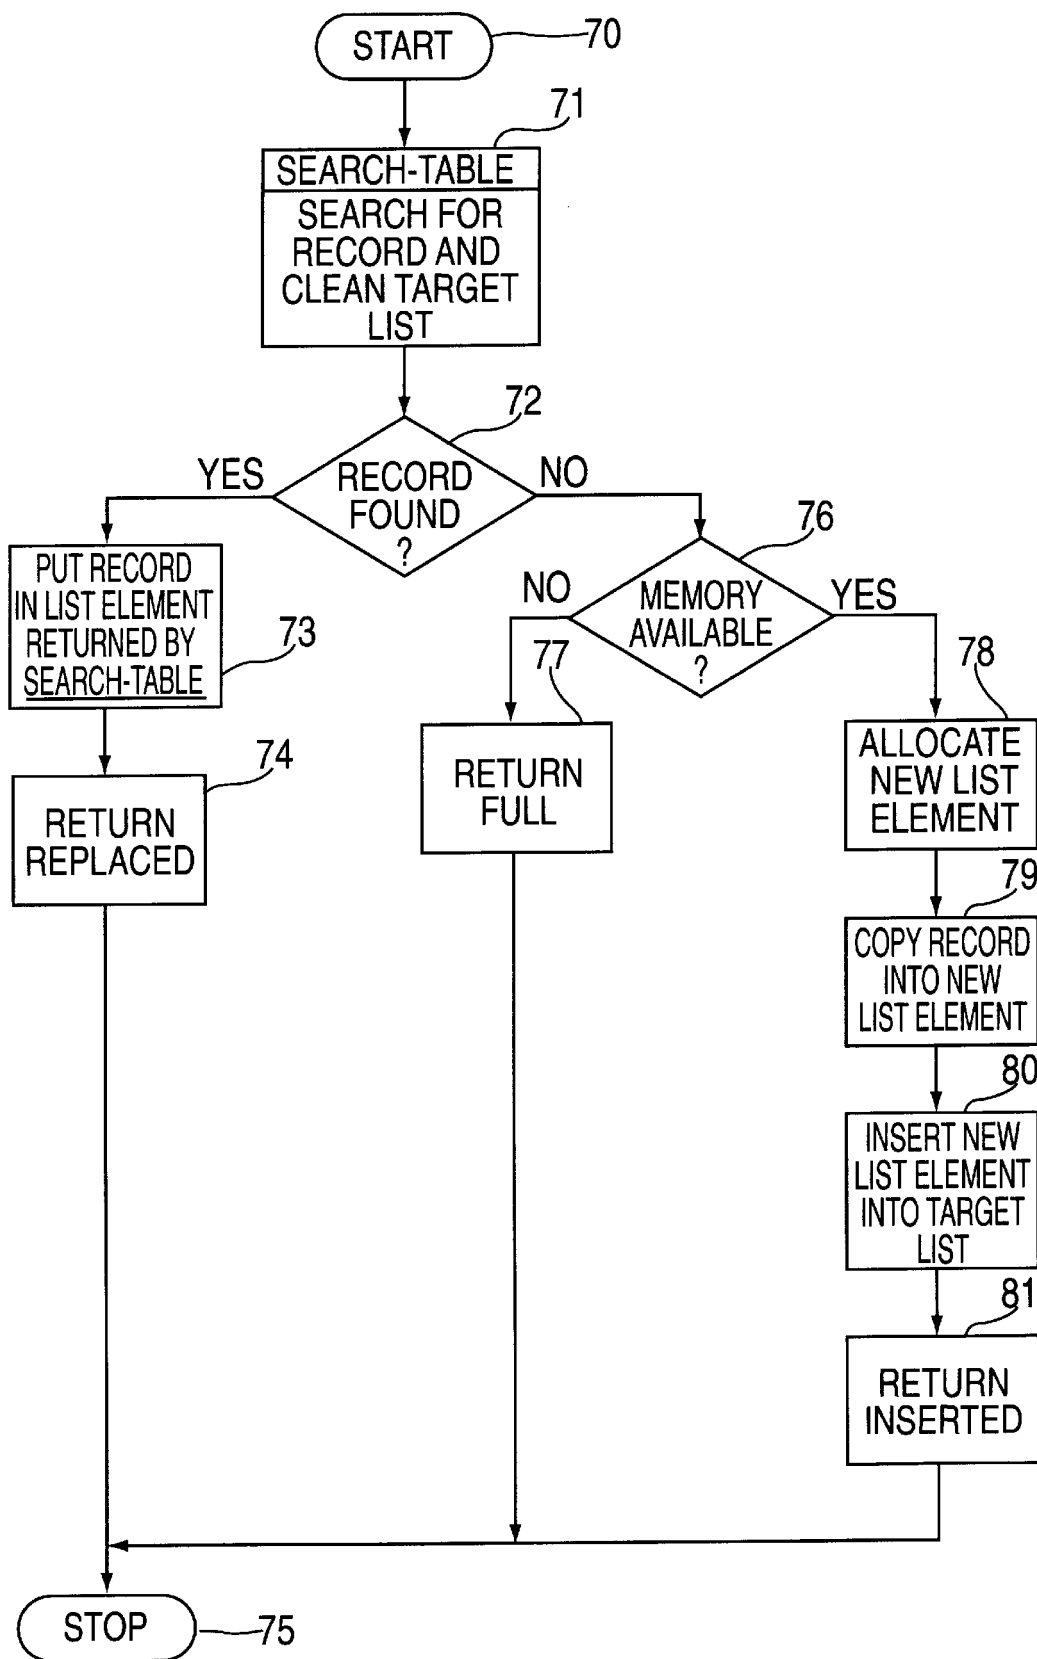 START
70
71
SEARCH-TABLE
SEARCH FOR
RECORD AND
CLEAN TARGET
LIST
72
YES
RECORD
FOUND
?
NO
76
PUT RECORD
IN LIST ELEMENT
RETURNED BY
SEARCH-TABLE
73
NO
MEMORY
AVAILABLE
?
YES
77
78
74
RETURN
REPLACED
RETURN
FULL
ALLOCATE
NEW LIST
ELEMENT
79
COPY RECORD
INTO NEW
LIST ELEMENT
80
INSERT NEW
LIST ELEMENT
INTO TARGET
LIST
81
RETURN
INSERTED
STOP
75